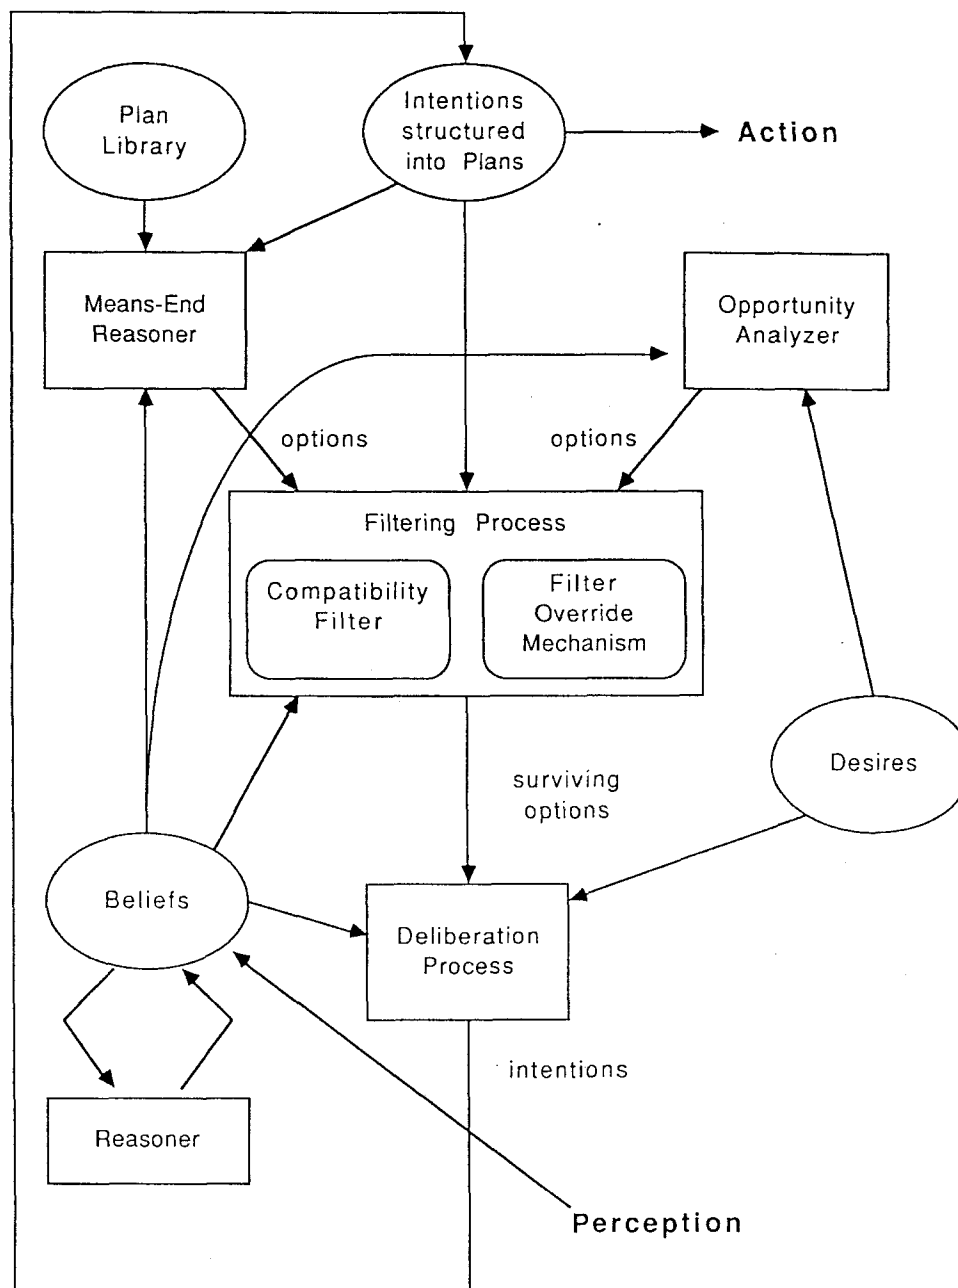 Plan
Library
Intentions
structured
into Plans
Action
Means-End
Reasoner
Opportunity
Analyzer
options
options
Filtering Process
Compatibility
Filter
Filter
Override
Mechanism
surviving
options
Desires
Beliefs
Deliberation
Process
intentions
Reasoner
Perception